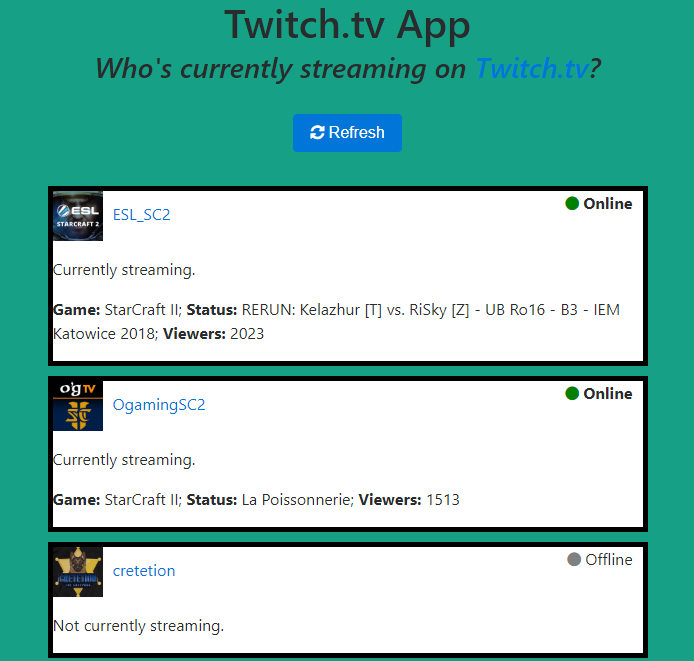 Twitch.tv App
Who's currently streaming on Twitch.tv?
Refresh
ESL
STARCRAFT 2
ESL_SC2
Online
Currently streaming.
Game: StarCraft II; Status: RERUN: Kelazhur [T] vs. RiSky [Z] - UB Ro16 - B3 - IEM
Katowice 2018; Viewers: 2023
o'g TV
OgamingSC2
Online
Currently streaming.
Game: StarCraft II; Status: La Poissonnerie; Viewers: 1513
CRETETION
cretetion
Offline
Not currently streaming.